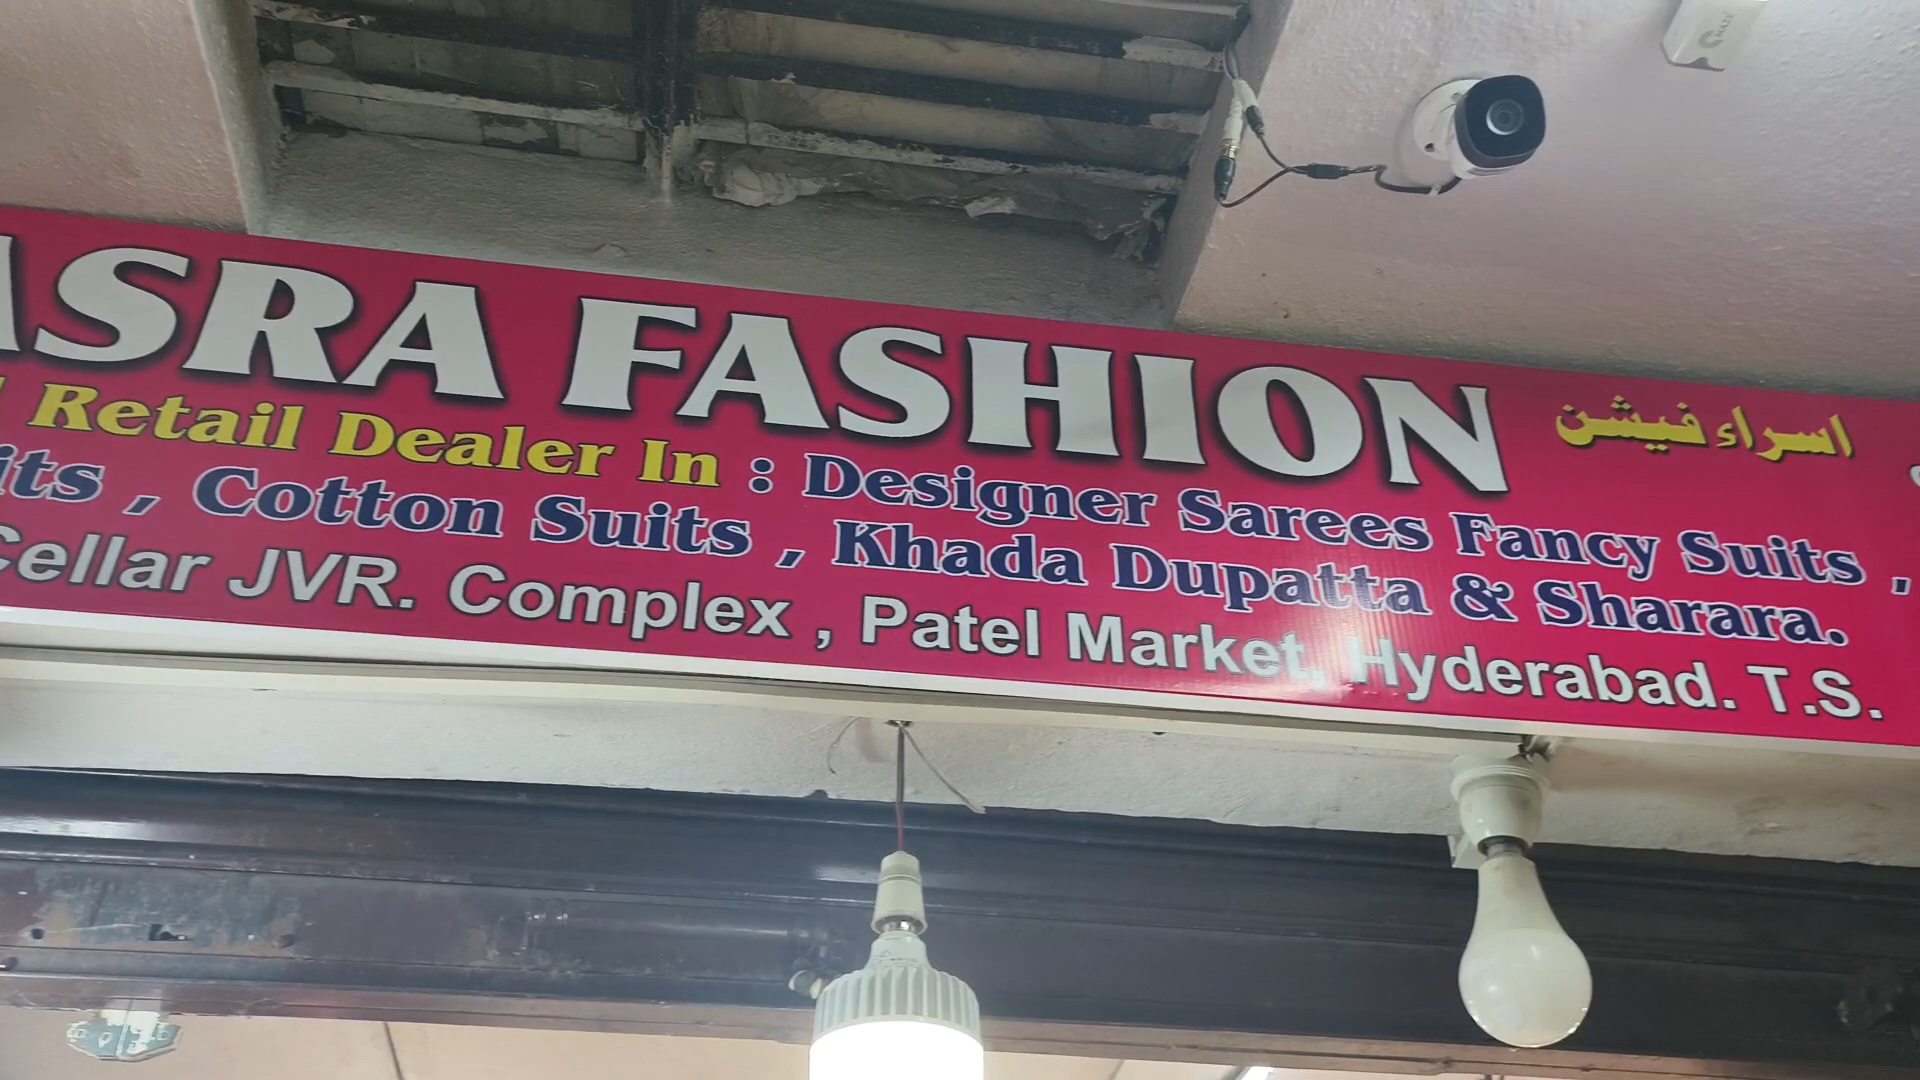 ASRA FASHION اسراء فیشن
Retail Dealer In : Designer Sarees Fancy Suits ,
its , Cotton Suits , Khada Dupatta & Sharara.
Cellar JVR. Complex , Patel Market, Hyderabad. T.S.